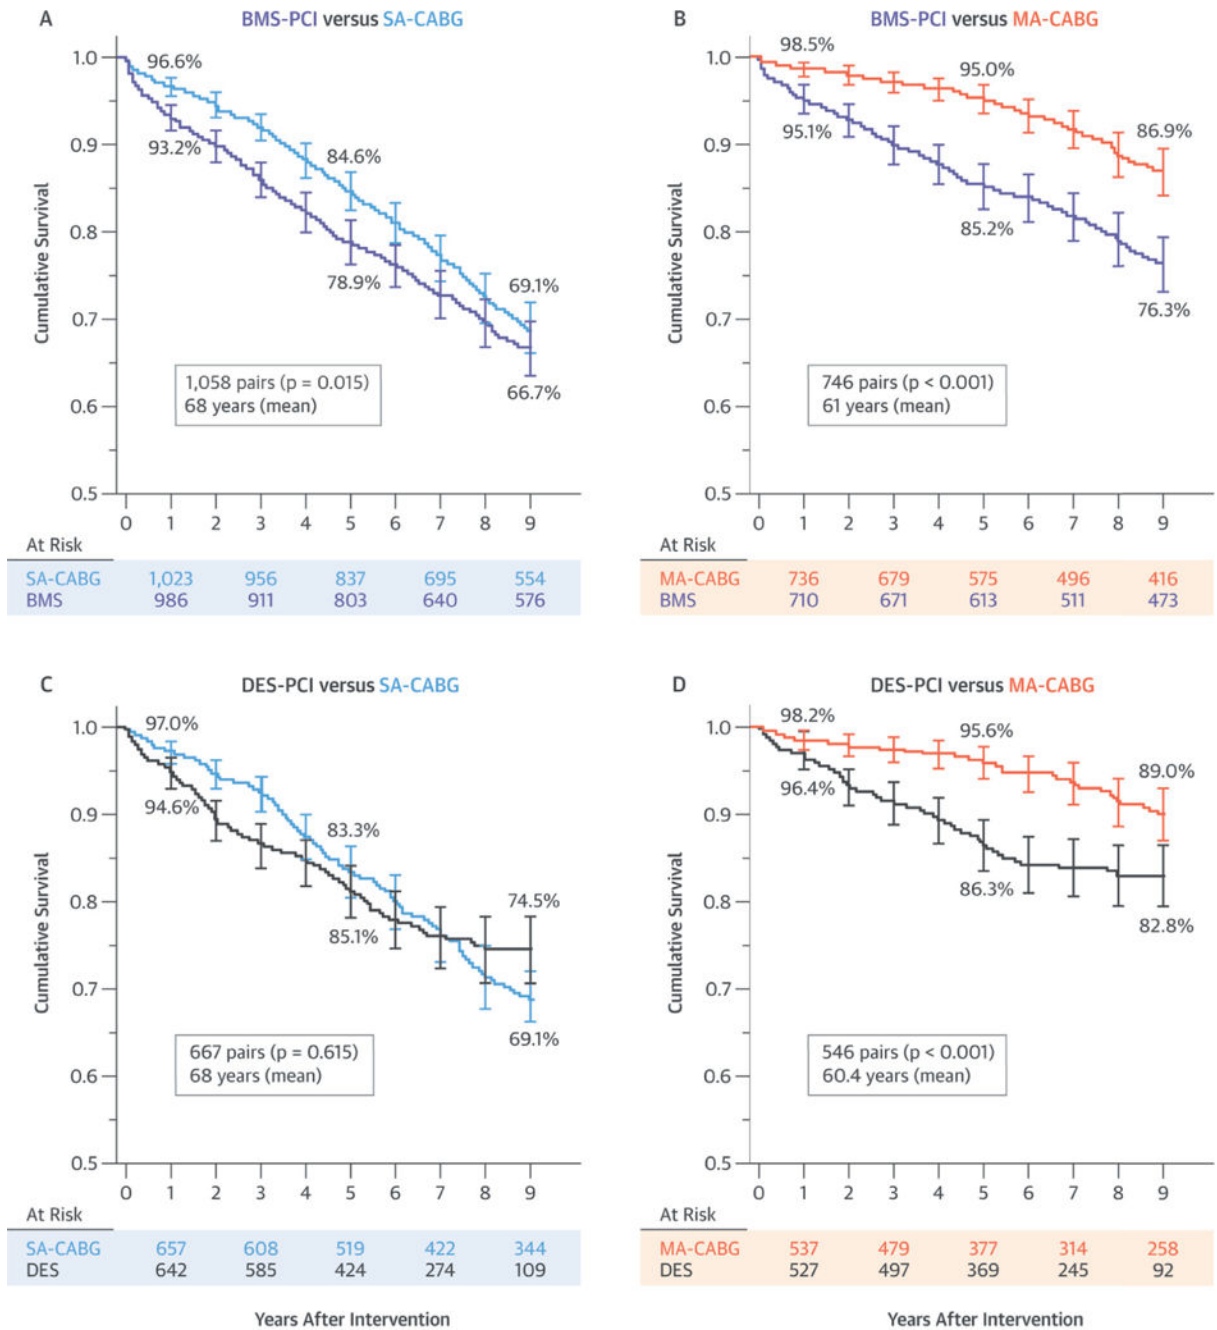 A
BMS-PCI versus SA-CABG
Cumulative Survival
1.0
0.9
0.8
0.7
0.6
0.5
96.6%
93.2%
84.6%
78.9%
69.1%
66.7%
1,058 pairs (p = 0.015)
68 years (mean)
0 1 2 3 4 5 6 7 8 9
At Risk
SA-CABG 1,023 956 837 695 554
BMS 986 911 803 640 576
B
BMS-PCI versus MA-CABG
Cumulative Survival
1.0
0.9
0.8
0.7
0.6
0.5
98.5%
95.1%
95.0%
85.2%
86.9%
76.3%
746 pairs (p < 0.001)
61 years (mean)
0 1 2 3 4 5 6 7 8 9
At Risk
MA-CABG 736 679 575 496 416
BMS 710 671 613 511 473
C
DES-PCI versus SA-CABG
Cumulative Survival
1.0
0.9
0.8
0.7
0.6
0.5
97.0%
94.6%
83.3%
85.1%
74.5%
69.1%
667 pairs (p = 0.615)
68 years (mean)
0 1 2 3 4 5 6 7 8 9
At Risk
SA-CABG 657 608 519 422 344
DES 642 585 424 274 109
Years After Intervention
D
DES-PCI versus MA-CABG
Cumulative Survival
1.0
0.9
0.8
0.7
0.6
0.5
98.2%
96.4%
95.6%
86.3%
89.0%
82.8%
546 pairs (p < 0.001)
60.4 years (mean)
0 1 2 3 4 5 6 7 8 9
At Risk
MA-CABG 537 479 377 314 258
DES 527 497 369 245 92
Years After Intervention